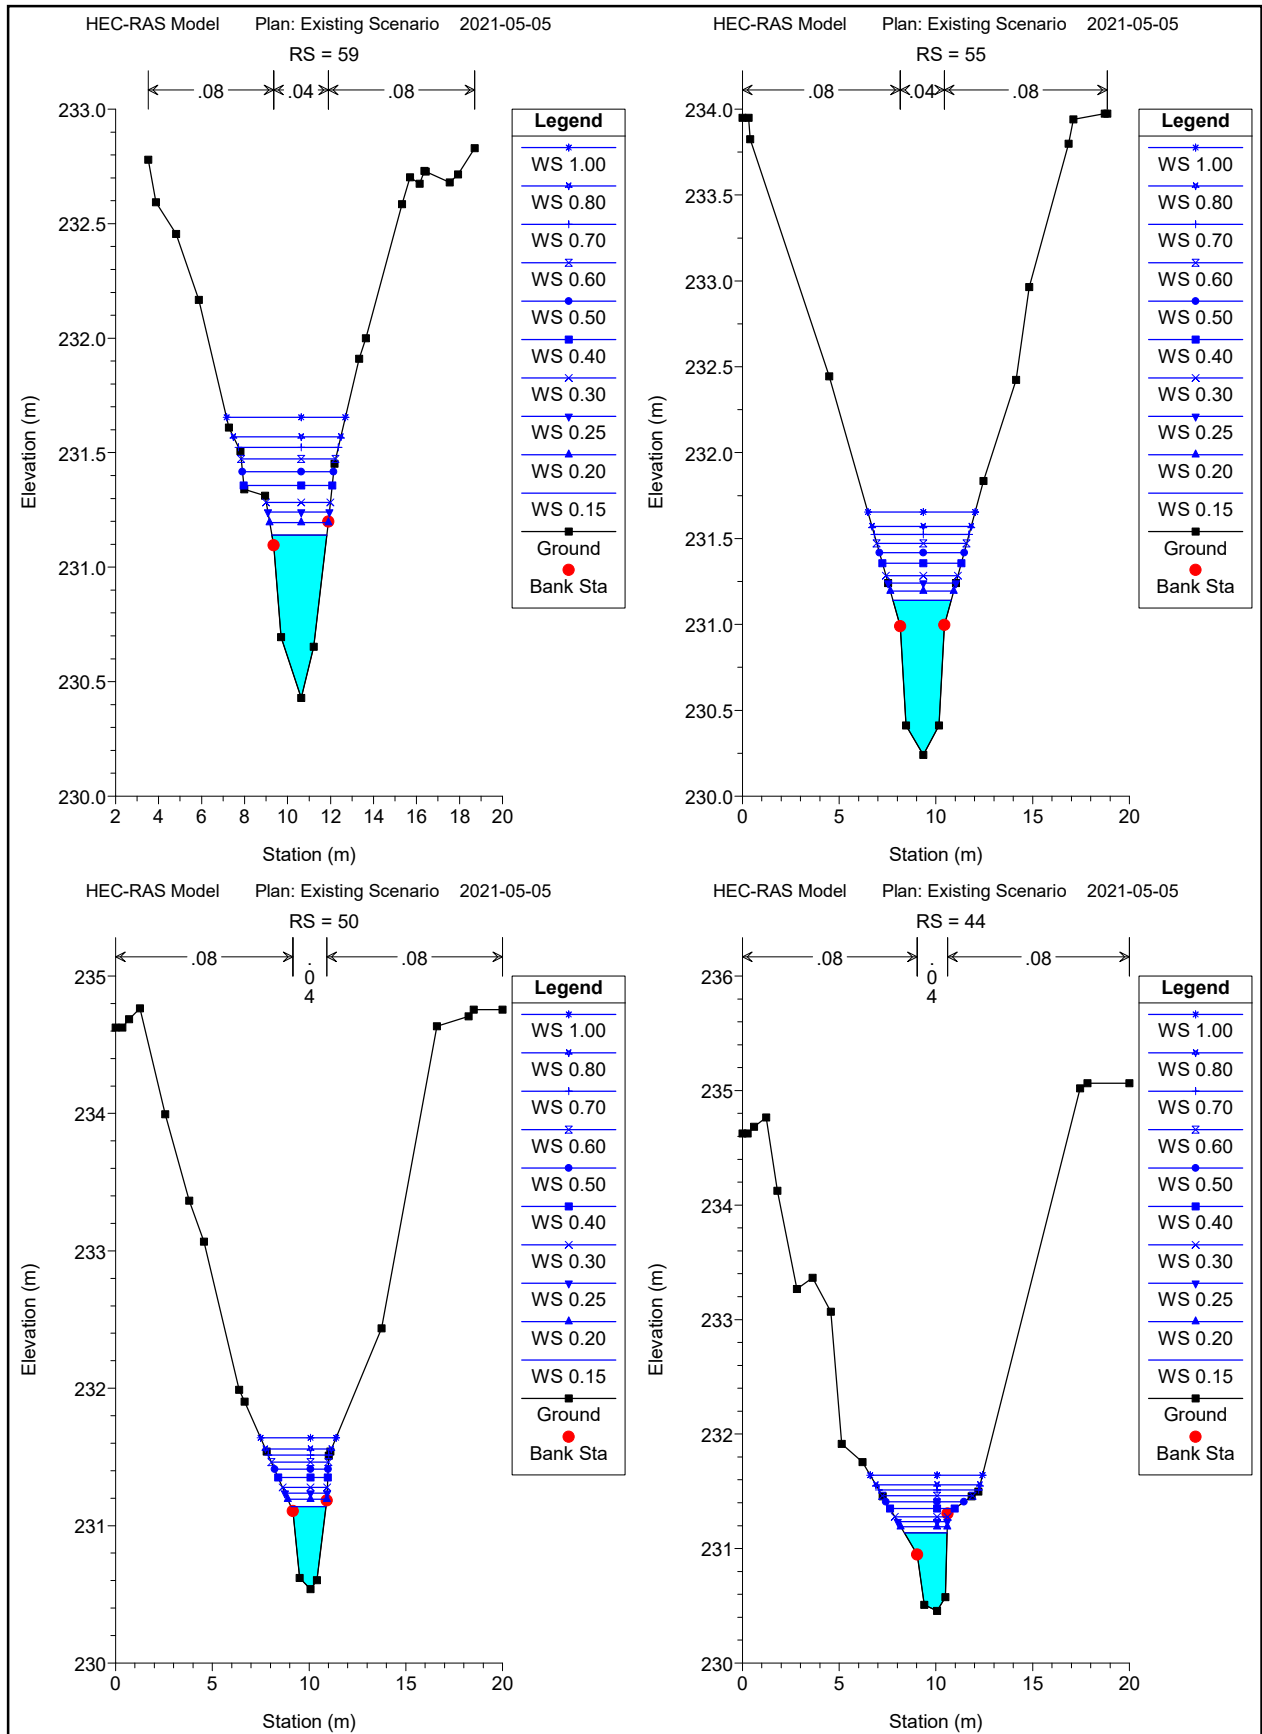 HEC-RAS Model Plan: Existing Scenario 2021-05-05
RS = 59
.08 .04 .08
233.0
232.5
232.0
231.5
231.0
230.5
230.0
2 4 6 8 10 12 14 16 18 20
Station (m)
Elevation (m)
Legend
WS 1.00
WS 0.80
WS 0.70
WS 0.60
WS 0.50
WS 0.40
WS 0.30
WS 0.25
WS 0.20
WS 0.15
Ground
Bank Sta
HEC-RAS Model Plan: Existing Scenario 2021-05-05
RS = 55
.08 .04 .08
234.0
233.5
233.0
232.5
232.0
231.5
231.0
230.5
230.0
0 5 10 15 20
Station (m)
Elevation (m)
Legend
WS 1.00
WS 0.80
WS 0.70
WS 0.60
WS 0.50
WS 0.40
WS 0.30
WS 0.25
WS 0.20
WS 0.15
Ground
Bank Sta
HEC-RAS Model Plan: Existing Scenario 2021-05-05
RS = 50
.08 .04 .08
235
234
233
232
231
230
0 5 10 15 20
Station (m)
Elevation (m)
Legend
WS 1.00
WS 0.80
WS 0.70
WS 0.60
WS 0.50
WS 0.40
WS 0.30
WS 0.25
WS 0.20
WS 0.15
Ground
Bank Sta
HEC-RAS Model Plan: Existing Scenario 2021-05-05
RS = 44
.08 .04 .08
236
235
234
233
232
231
230
0 5 10 15 20
Station (m)
Elevation (m)
Legend
WS 1.00
WS 0.80
WS 0.70
WS 0.60
WS 0.50
WS 0.40
WS 0.30
WS 0.25
WS 0.20
WS 0.15
Ground
Bank Sta